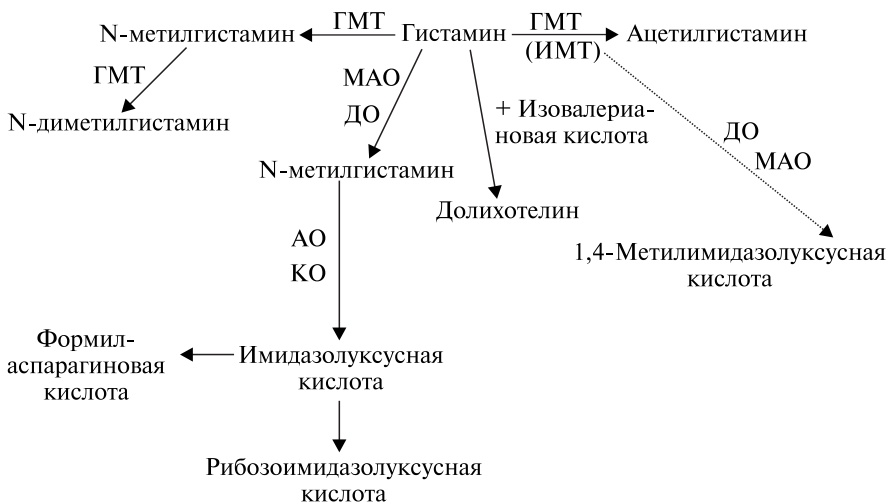 N-метилгистамин ГМТ Гистамин ГМТ Ацетилгистамин
(ИМТ)
ГМТ
МАО
ДО
N-диметилгистамин
+ Изовалериа-
новая кислота
ДО
МАО
N-метилгистамин
Долихотелин
АО
КО
1,4-Метилимидазолуксусная
кислота
Формил-
аспарагиновая
кислота
Имидазолуксусная
кислота
Рибозоимидазолуксусная
кислота